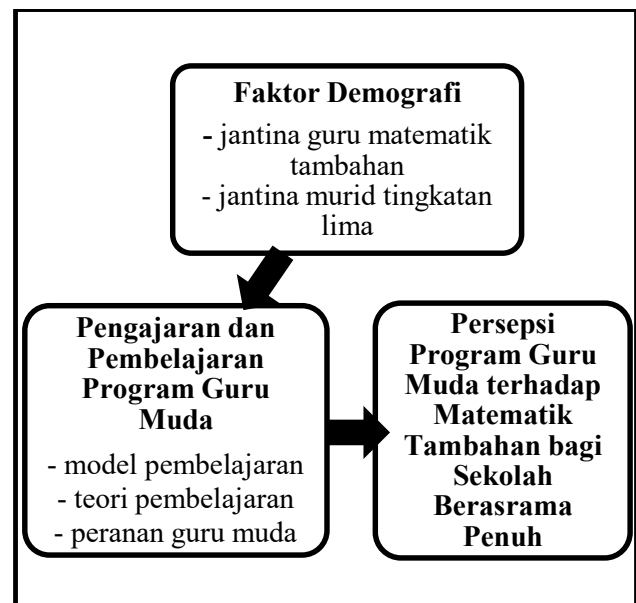 Faktor Demografi
- jantina guru matematik
tambahan
- jantina murid tingkatan
lima
Pengajaran dan
Pembelajaran
Program Guru
Muda
- model pembelajaran
- teori pembelajaran
- peranan guru muda
Persepsi
Program Guru
Muda terhadap
Matematik
Tambahan bagi
Sekolah
Berasrama
Penuh